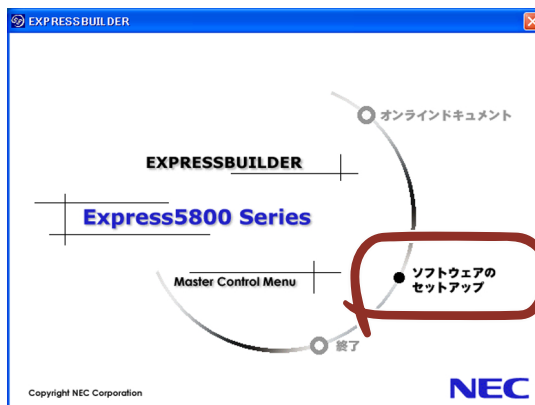 EXPRESSBUILDER
オンラインドキュメント
EXPRESSBUILDER
Express5800 Series
ソフトウェアの
セットアップ
Master Control Menu
終了
Copyright NEC Corporation
NEC